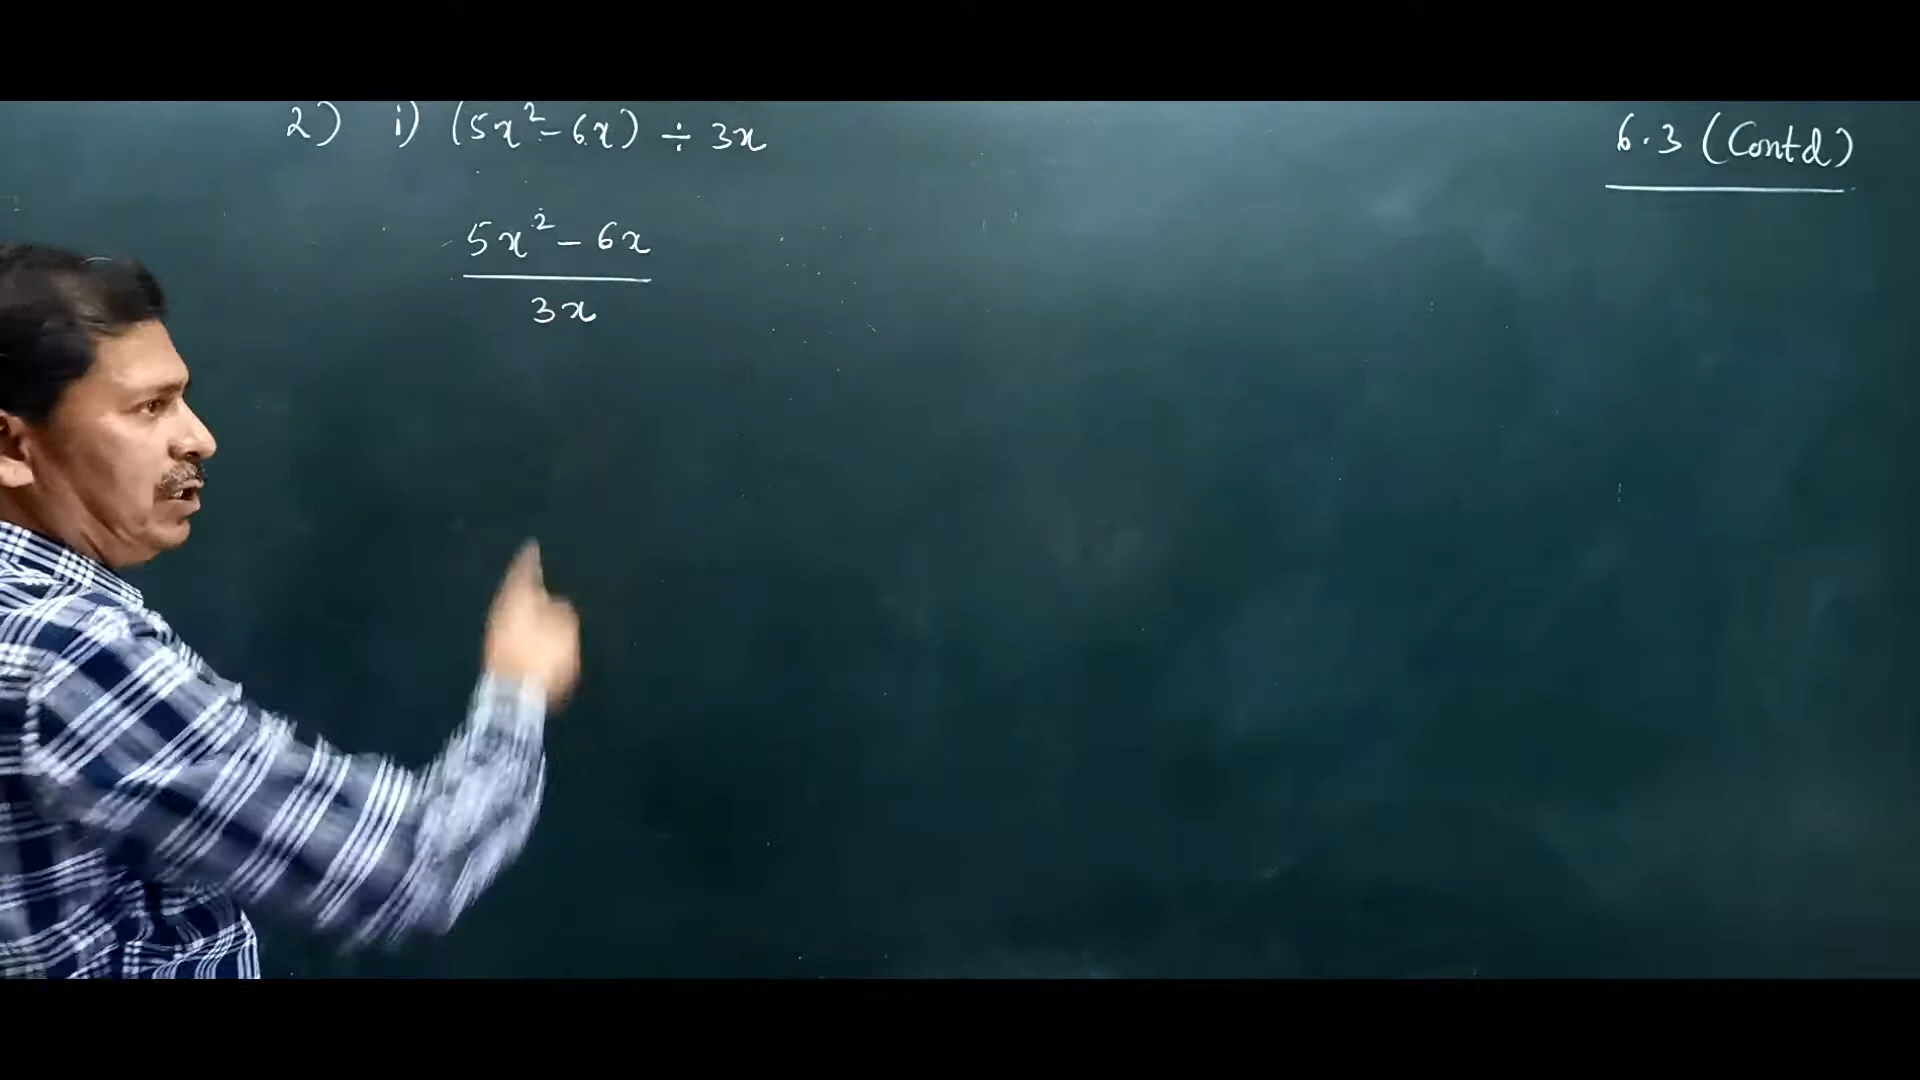 2) i) (5x² - 6x) ÷ 3x
6.3 (Contd)
5x² - 6x
3x